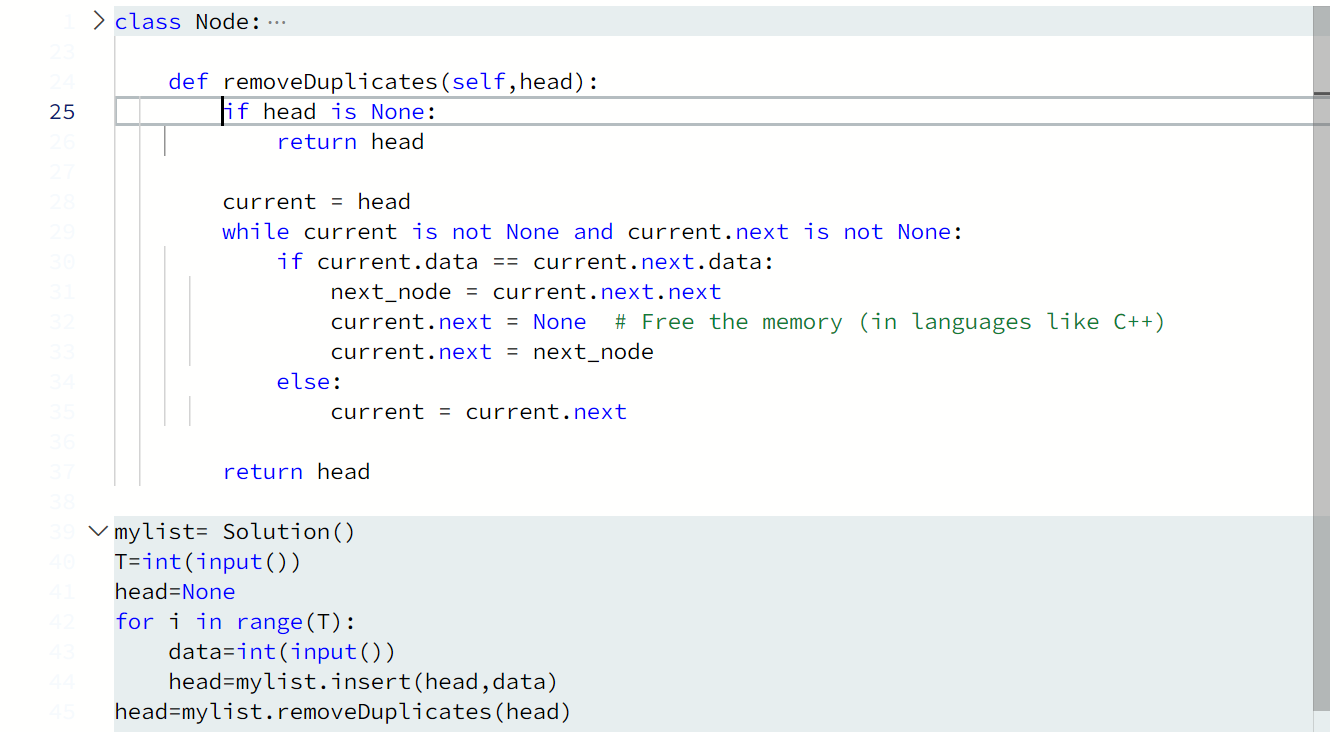 1 class Node: ···
23
24 def removeDuplicates(self,head):
25 if head is None:
26 return head
27
28 current = head
29 while current is not None and current.next is not None:
30 if current.data == current.next.data:
31 next_node = current.next.next
32 current.next = None  # Free the memory (in languages like C++)
33 current.next = next_node
34 else:
35 current = current.next
36
37 return head
38
39 mylist= Solution()
40 T=int(input())
41 head=None
42 for i in range(T):
43 data=int(input())
44 head=mylist.insert(head,data)
45 head=mylist.removeDuplicates(head)